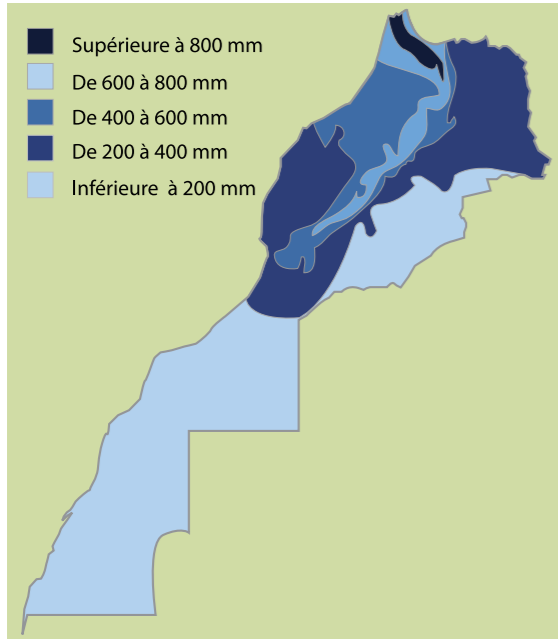 Supérieure à 800 mm
De 600 à 800 mm
De 400 à 600 mm
De 200 à 400 mm
Inférieure à 200 mm